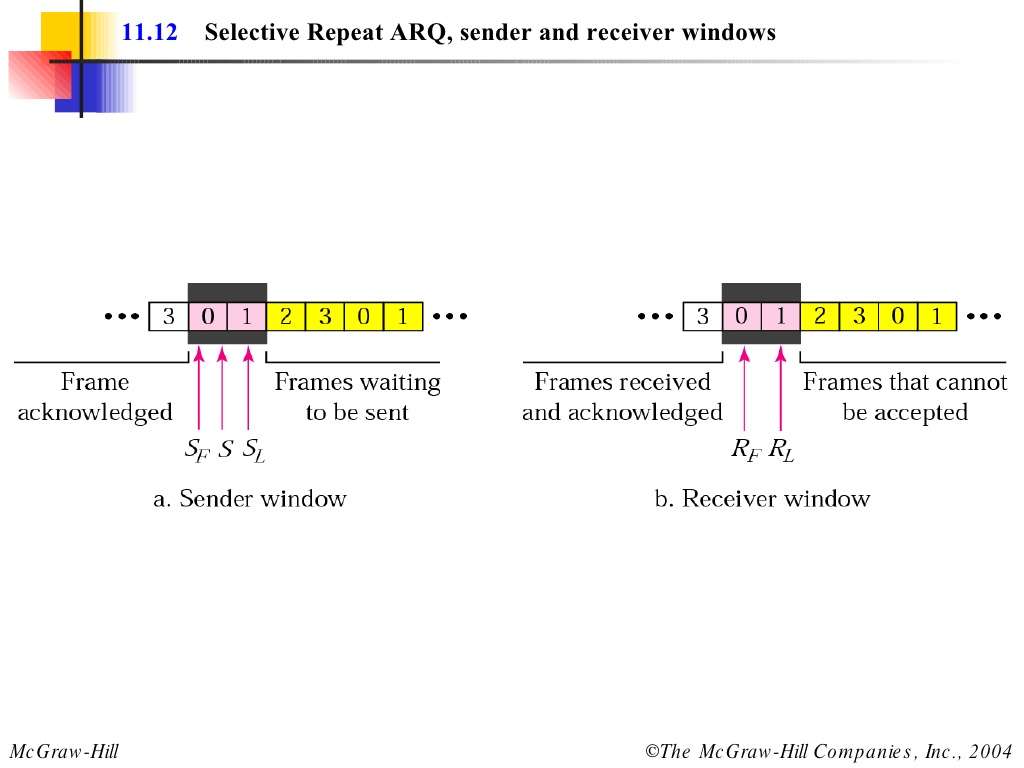 11.12 Selective Repeat ARQ, sender and receiver windows
••• 3 0 1 2 3 0 1 •••
Frame
acknowledged
Frames waiting
to be sent
S_F S S_L
a. Sender window
••• 3 0 1 2 3 0 1 •••
Frames received
and acknowledged
Frames that cannot
be accepted
R_F R_L
b. Receiver window
McGraw-Hill
©The McGraw-Hill Companies, Inc., 2004